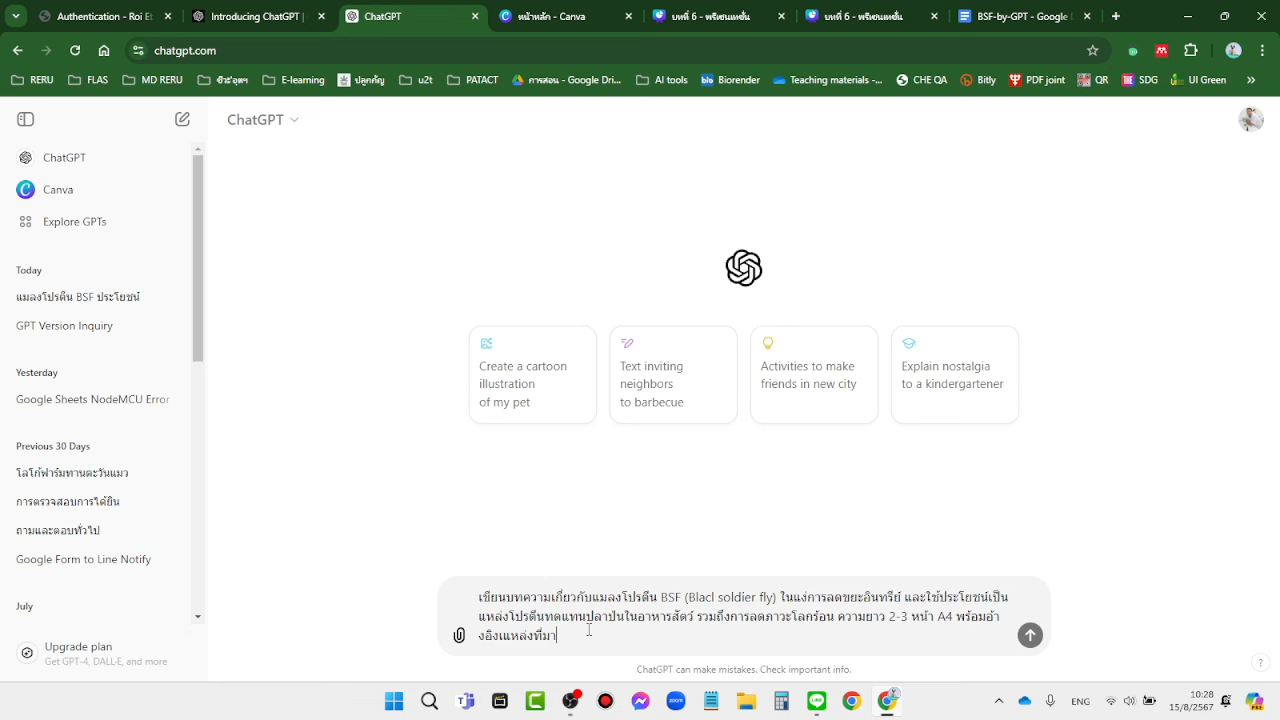 Authentication - Roi Et
Introducing ChatGPT |
ChatGPT
หน้าหลัก - Canva
บทที่ 6 - พริ้นยทีมฯ
บทที่ 6 - พริ้นยทีมฯ
BSF-by-GPT - Google
chatgpt.com
RERU
FLAS
MD RERU
E-learning
u2t
PATACT
การสอน - Google Dri...
AI tools
Biorender
Teaching materials -...
CHE QA
Bitly
PDF joint
QR
SDG
UI Green
ChatGPT
ChatGPT
Canva
Explore GPTs
Today
แมลงโปรตีน BSF ประโยชน์
GPT Version Inquiry
Yesterday
Google Sheets NodeMCU Error
Previous 30 Days
โลโก้ฟาร์มทานตะวันแมว
การตรวจสอบการได้ยิน
ถามและตอบทั่วไป
Google Form to Line Notify
July
Upgrade plan
Get GPT-4, DALL·E, and more
Create a cartoon
illustration
of my pet
Text inviting
neighbors
to barbecue
Activities to make
friends in new city
Explain nostalgia
to a kindergartener
เขียนบทความเกี่ยวกับแมลงโปรตีน BSF (Blacl soldier fly) ในแง่การลดขยะอินทรีย์ และใช้ประโยชน์เป็น
แหล่งโปรตีนทดแทนปลาป่นในอาหารสัตว์ รวมถึงการลดภาวะโลกร้อน ความยาว 2-3 หน้า A4 พร้อมอ้า
งอิงแหล่งที่มา
ChatGPT can make mistakes. Check important info.
?
ENG
10:28
15/8/2567